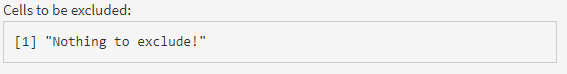 Cells to be excluded:
[1] "Nothing to exclude!"